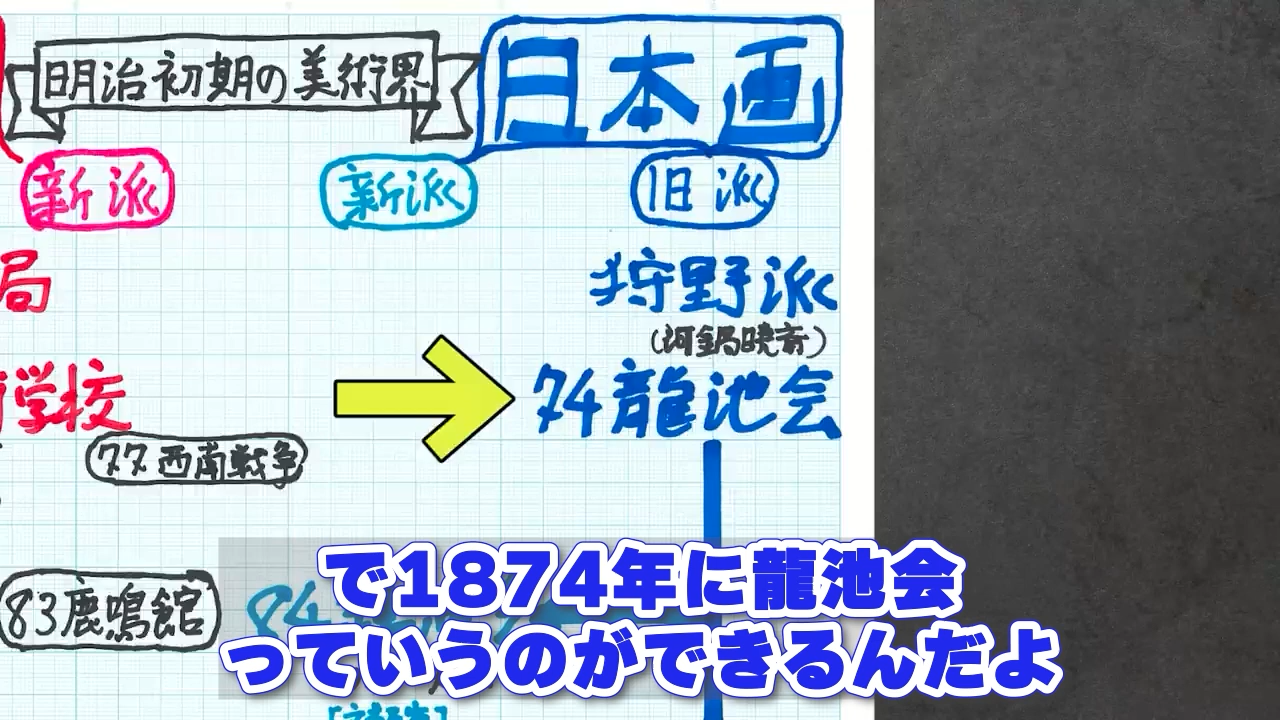 明治初期の美術界
日本画
新派
新派
旧派
局
狩野派
(河鍋暁斎)
学校
74龍池会
77西南戦争
83鹿鳴館
84
で1874年に龍池会
っていうのができるんだよ